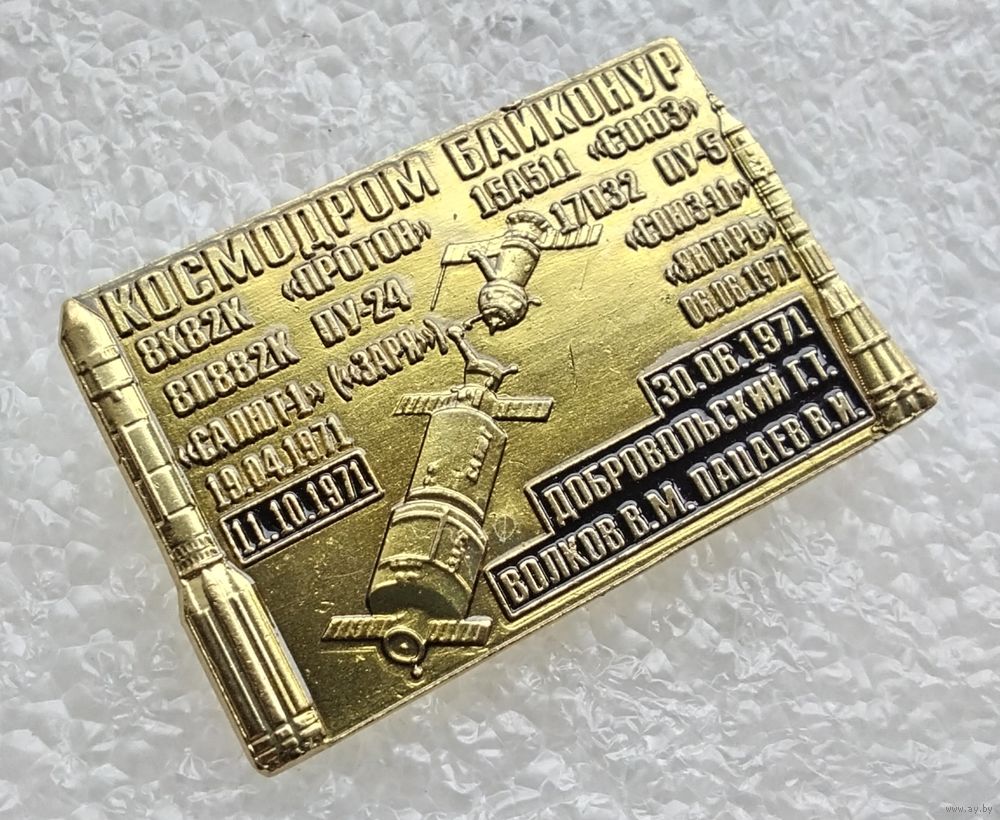 КОСМОДРОМ БАЙКОНУР
8К82К «ПРОТОН»
8П882К ПУ-24
«САЛЮТ-1» («ЗАРЯ»)
19.04.1971
11.10.1971
15А511 «СОЮЗ»
17П32 ПУ-5
«СОЮЗ-11»
«ЯНТАРЬ»
06.06.1971
30.06.1971
ДОБРОВОЛЬСКИЙ Г.Т.
ВОЛКОВ В.М. ПАЦАЕВ В.И.
www.ay.by